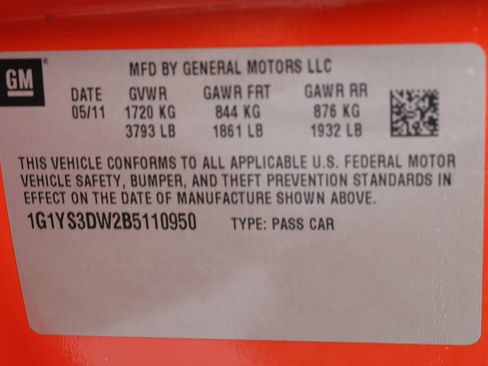 GM
MFD BY GENERAL MOTORS LLC
DATE GVWR GAWR FRT GAWR RR
05/11 1720 KG 844 KG 876 KG
3793 LB 1861 LB 1932 LB
THIS VEHICLE CONFORMS TO ALL APPLICABLE U.S. FEDERAL MOTOR
VEHICLE SAFETY, BUMPER, AND THEFT PREVENTION STANDARDS IN
EFFECT ON THE DATE OF MANUFACTURE SHOWN ABOVE.
1G1YS3DW2B5110950 TYPE: PASS CAR